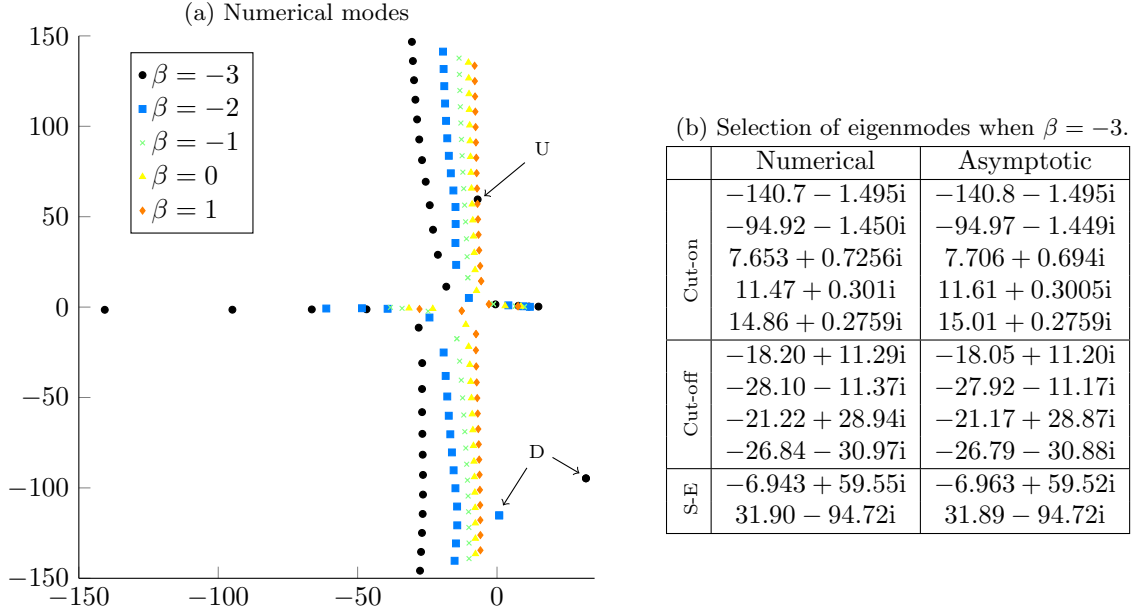 (a) Numerical modes
150
100
50
0
−50
−100
−150
−150
−100
−50
0
β = −3
β = −2
β = −1
β = 0
β = 1
U
D
(b) Selection of eigenmodes when β = −3.
Numerical Asymptotic
Cut-on
−140.7 − 1.495i −140.8 − 1.495i
−94.92 − 1.450i −94.97 − 1.449i
7.653 + 0.7256i 7.706 + 0.694i
11.47 + 0.301i 11.61 + 0.3005i
14.86 + 0.2759i 15.01 + 0.2759i
Cut-off
−18.20 + 11.29i −18.05 + 11.20i
−28.10 − 11.37i −27.92 − 11.17i
−21.22 + 28.94i −21.17 + 28.87i
−26.84 − 30.97i −26.79 − 30.88i
S-E
−6.943 + 59.55i −6.963 + 59.52i
31.90 − 94.72i 31.89 − 94.72i